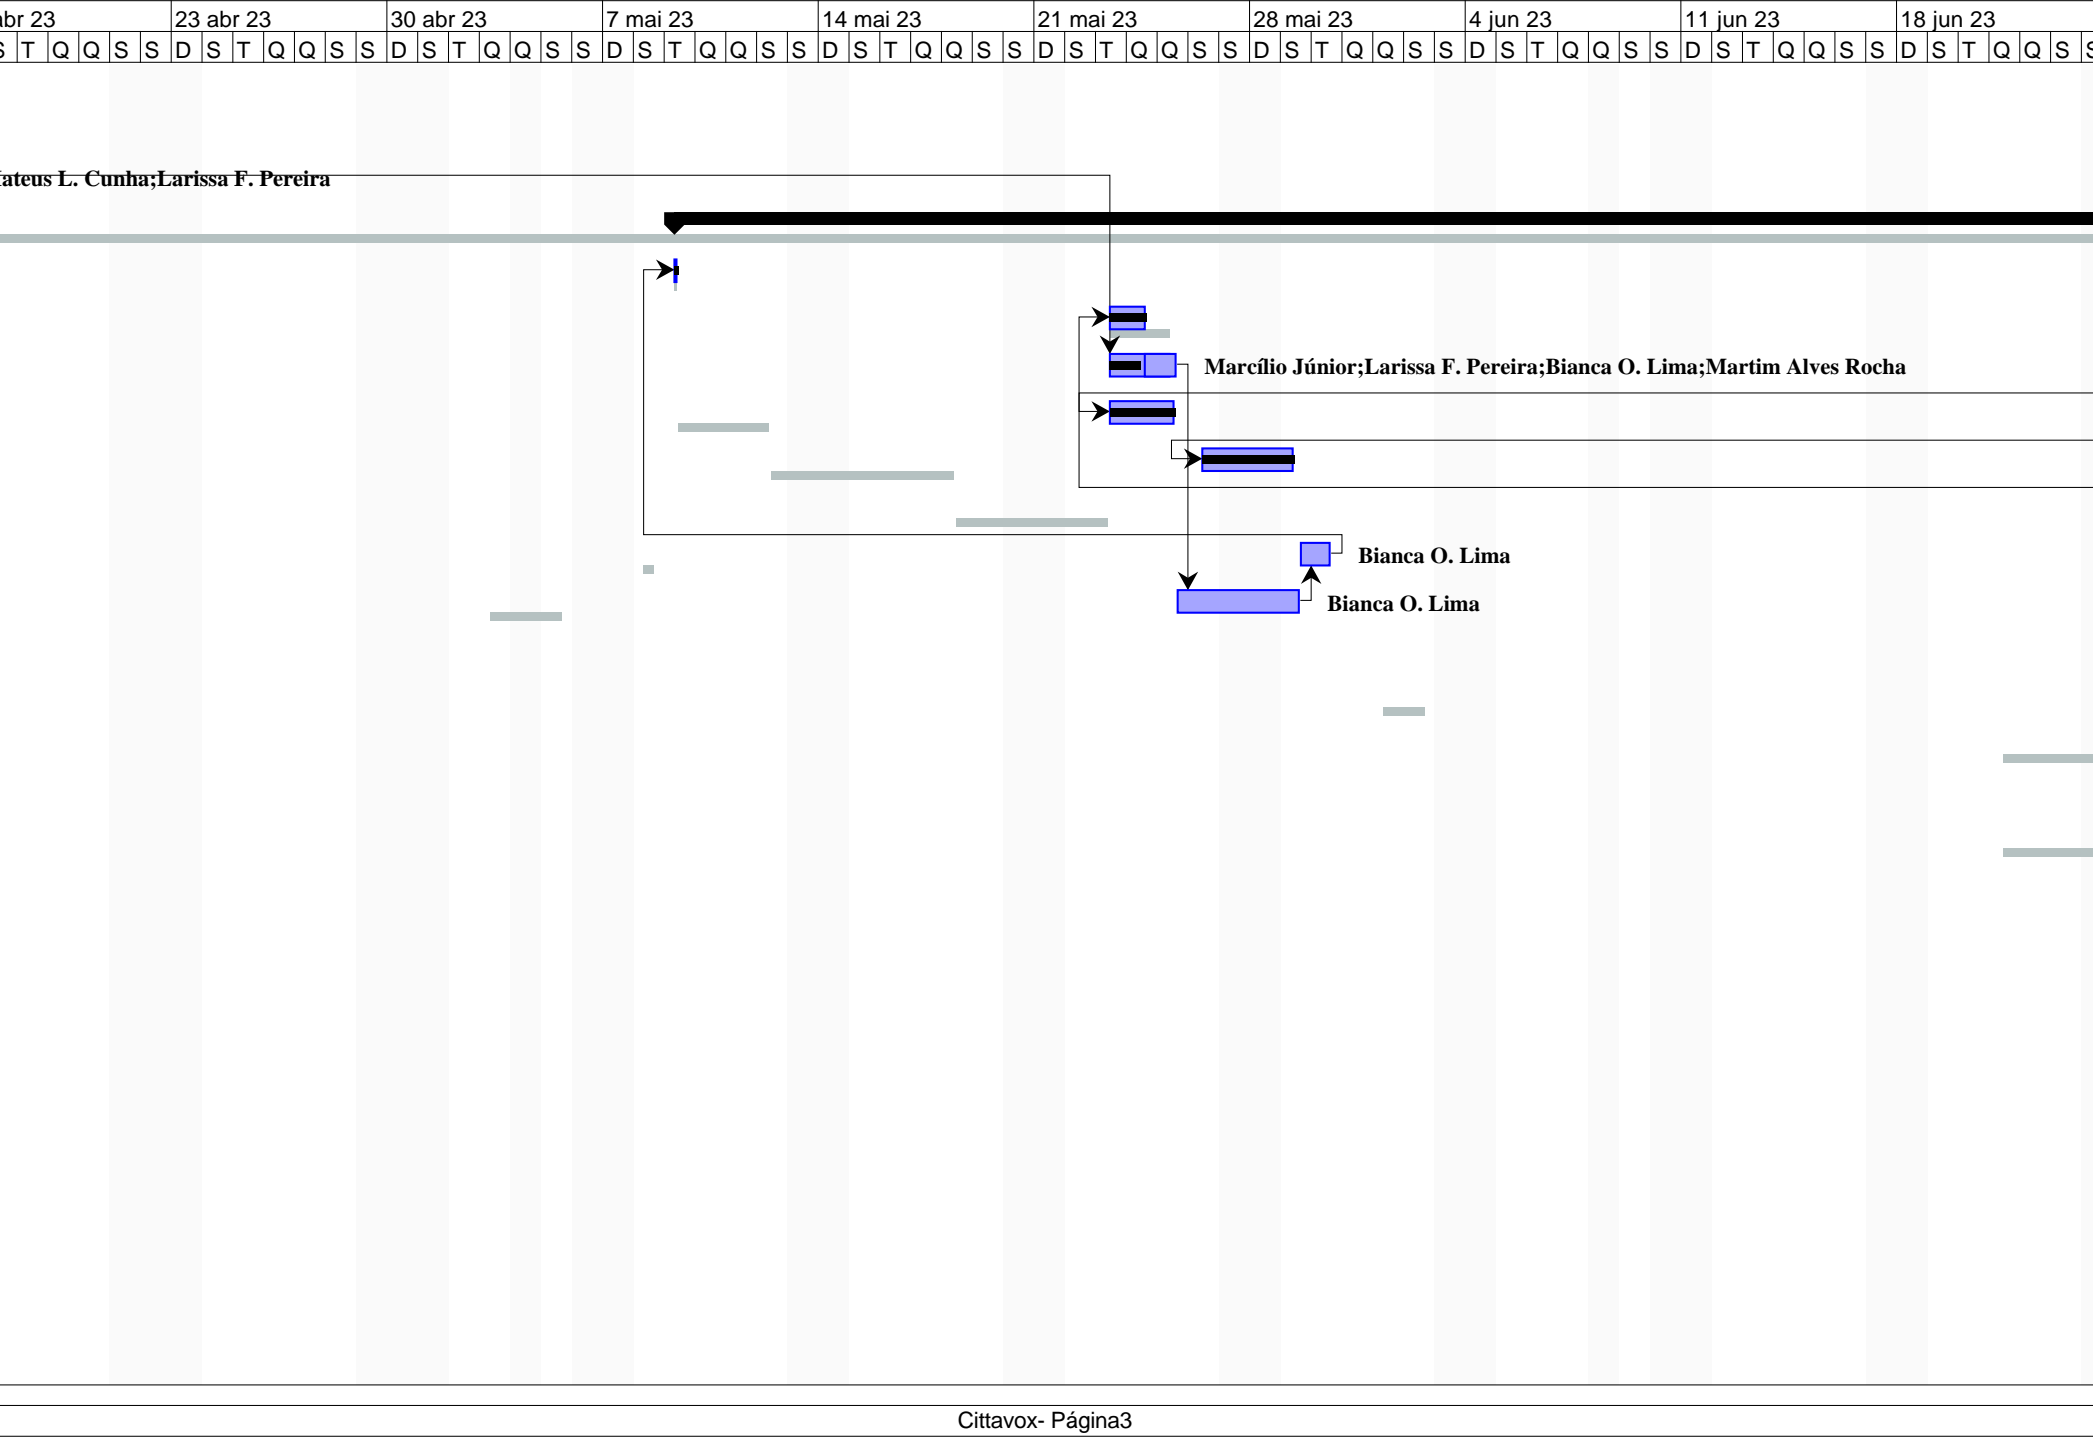 abr 23 23 abr 23 30 abr 23 7 mai 23 14 mai 23 21 mai 23 28 mai 23 4 jun 23 11 jun 23 18 jun 23
S T Q Q S S D S T Q Q S S D S T Q Q S S D S T Q Q S S D S T Q Q S S D S T Q Q S S D S T Q Q S S D S T Q Q S S D S T Q Q S S D S T Q Q S S
Mateus L. Cunha;Larissa F. Pereira
Marcílio Júnior;Larissa F. Pereira;Bianca O. Lima;Martim Alves Rocha
Bianca O. Lima
Bianca O. Lima
Cittavox- Página3